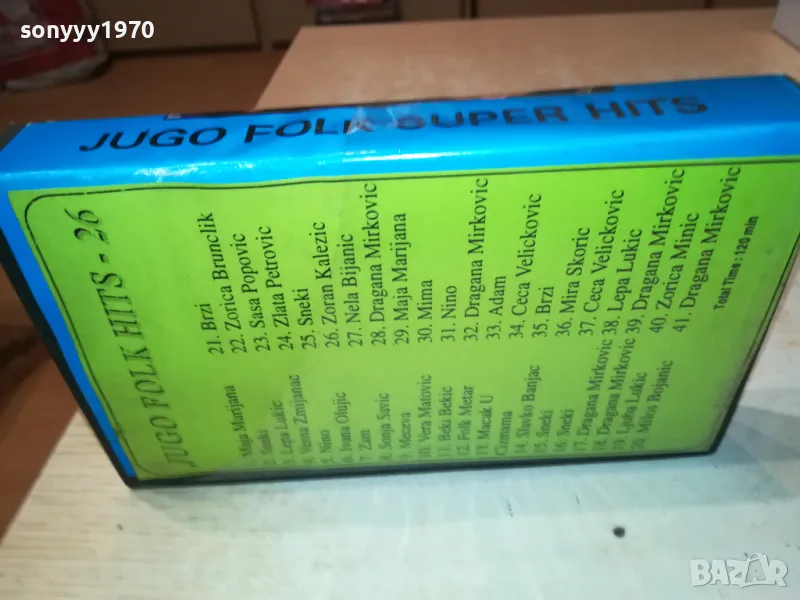 sonyyy1970
JUGO FOLK SUPER HITS
JUGO FOLK HITS - 26
Maja Marijana
2. Sneki
3. Lepa Lukic
4. Vesna Zmijanac
5. Nino
6. Ivana Olujic
7. Zam
8. Sonja Savic
9. Mezeva
10. Vera Matovic
11. Beki Bekic
12. Folk Metar
13. Macak U
Cizmama
14. Slavko Banjac
15. Sneki
16. Sneki
17. Dragana Mirkovic
18. Dragana Mirkovic
19. Ljuba Lukic
20. Milos Bojanic
21. Brzi
22. Zorica Brunclik
23. Sasa Popovic
24. Zlata Petrovic
25. Sneki
26. Zoran Kalezic
27. Nela Bijanic
28. Dragana Mirkovic
29. Maja Marijana
30. Mima
31. Nino
32. Dragana Mirkovic
33. Adam
34. Ceca Velickovic
35. Brzi
36. Mira Skoric
37. Ceca Velickovic
38. Lepa Lukic
39. Dragana Mirkovic
40. Zorica Minic
41. Dragana Mirkovic
Total Time : 120 min
BAZAR